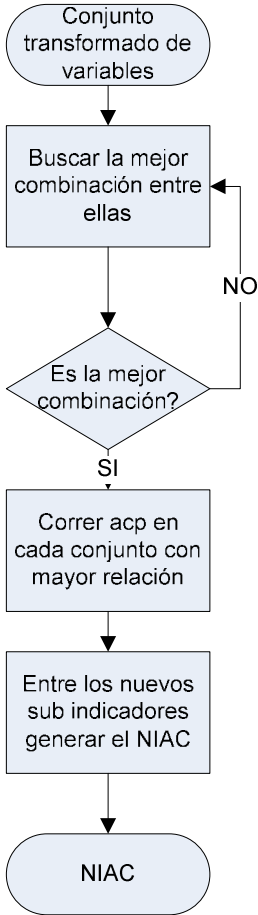 Conjunto
transformado de
variables
Buscar la mejor
combinación entre
ellas
NO
Es la mejor
combinación?
SI
Correr acp en
cada conjunto con
mayor relación
Entre los nuevos
sub indicadores
generar el NIAC
NIAC